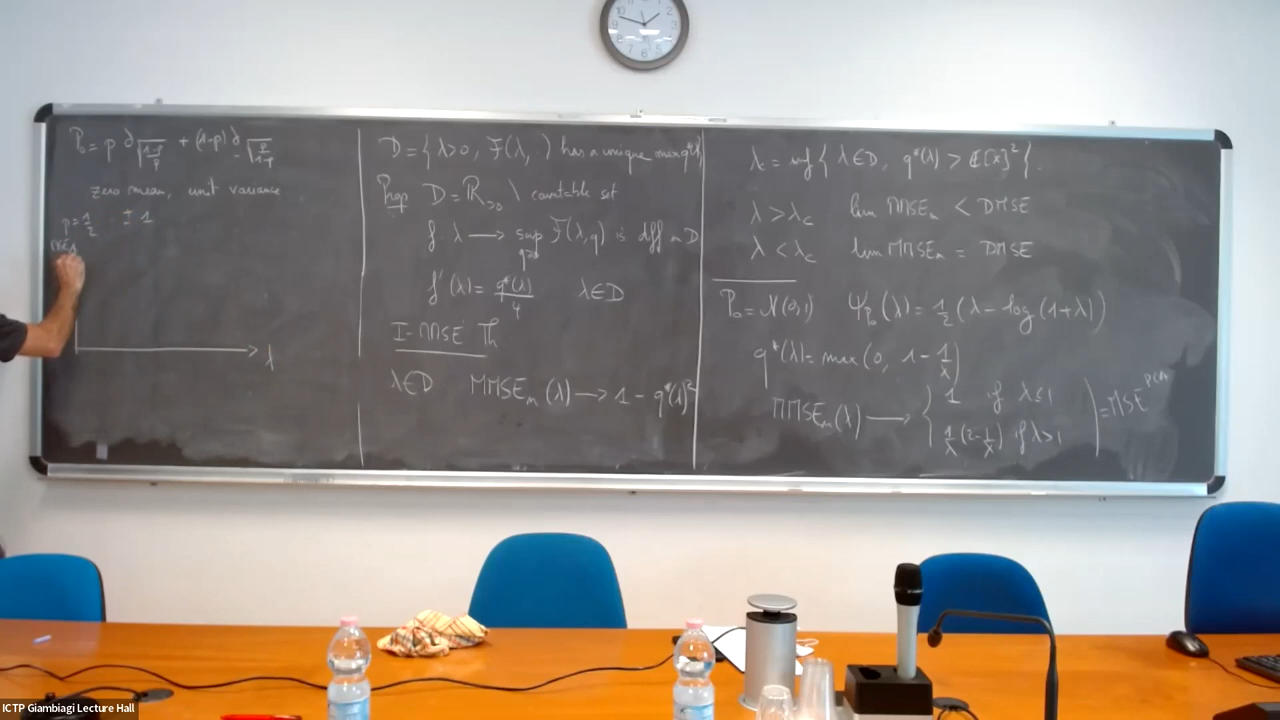 P₀ = p δ_{√((1-p)/p)} + (1-p) δ_{-√(p/(1-p))}
zero mean, unit variance
p = 1/2 ± 1
λ
D = { λ>0, F(λ, ·) has a unique max q*(λ)
Prop D = R_{>0} \ countable set
f: λ → sup_{q≥0} F(λ,q) is diff on D
f'(λ) = q*(λ)/4 λ∈D
I-MMSE Th
λ∈D MMSE_n(λ) → 1 - q*(λ)²
λ_c = inf { λ∈D, q*(λ) > E[X]² }.
λ > λ_c lim MMSE_n < DMSE
λ < λ_c lim MMSE_n = DMSE
P₀ = N(0,1) Ψ_{P₀}(λ) = 1/2 (λ - log(1+λ))
q*(λ) = max(0, 1 - 1/λ)
MMSE_n(λ) → { 1 if λ≤1
1/λ (2 - 1/λ) if λ>1 ) = MSE^{PCA}
ICTP Giambiagi Lecture Hall